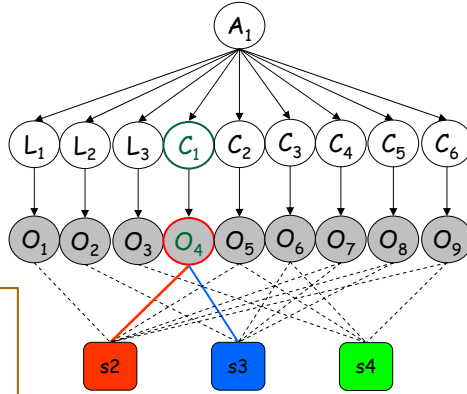 A₁
L₁ L₂ L₃ C₁ C₂ C₃ C₄ C₅ C₆
O₁ O₂ O₃ O₄ O₅ O₆ O₇ O₈ O₉
s2 s3 s4